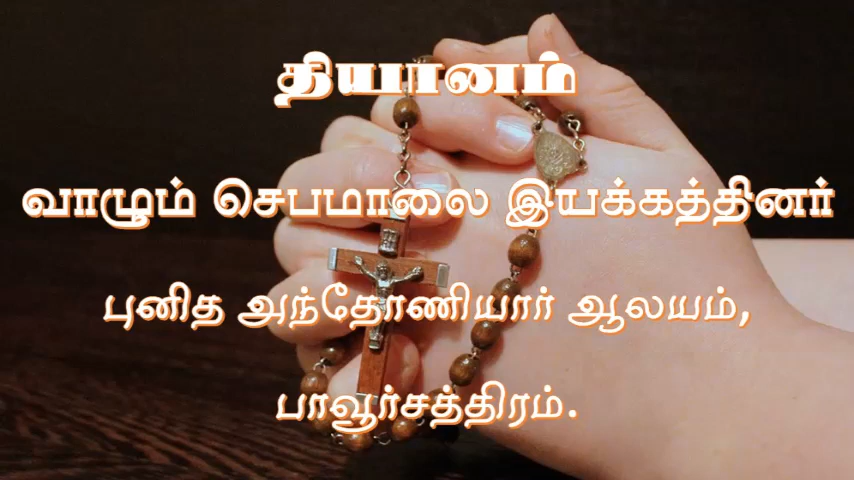 தியானம்
வாழும் செபமாலை இயக்கத்தினர்
புனித அந்தோணியார் ஆலயம்,
பாவூர்சத்திரம்.